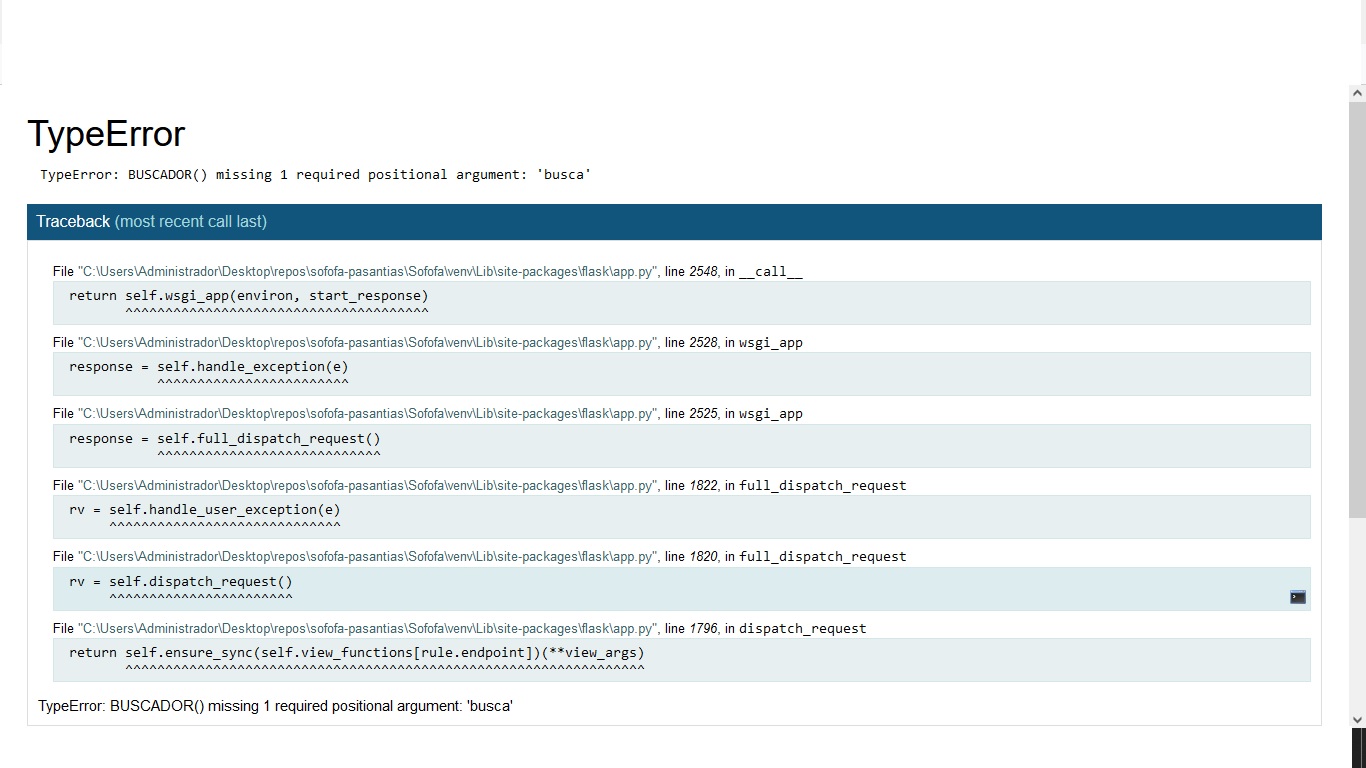 TypeError
TypeError: BUSCADOR() missing 1 required positional argument: 'busca'
Traceback (most recent call last)
File "C:\Users\Administrador\Desktop\repos\sofofa-pasantias\Sofofa\venv\Lib\site-packages\flask\app.py", line 2548, in __call__
return self.wsgi_app(environ, start_response)
^^^^^^^^^^^^^^^^^^^^^^^^^^^^^^^^^^^^^^
File "C:\Users\Administrador\Desktop\repos\sofofa-pasantias\Sofofa\venv\Lib\site-packages\flask\app.py", line 2528, in wsgi_app
response = self.handle_exception(e)
^^^^^^^^^^^^^^^^^^^^^^^^
File "C:\Users\Administrador\Desktop\repos\sofofa-pasantias\Sofofa\venv\Lib\site-packages\flask\app.py", line 2525, in wsgi_app
response = self.full_dispatch_request()
^^^^^^^^^^^^^^^^^^^^^^^^^^^^
File "C:\Users\Administrador\Desktop\repos\sofofa-pasantias\Sofofa\venv\Lib\site-packages\flask\app.py", line 1822, in full_dispatch_request
rv = self.handle_user_exception(e)
^^^^^^^^^^^^^^^^^^^^^^^^^^^^^
File "C:\Users\Administrador\Desktop\repos\sofofa-pasantias\Sofofa\venv\Lib\site-packages\flask\app.py", line 1820, in full_dispatch_request
rv = self.dispatch_request()
^^^^^^^^^^^^^^^^^^^^^^^
File "C:\Users\Administrador\Desktop\repos\sofofa-pasantias\Sofofa\venv\Lib\site-packages\flask\app.py", line 1796, in dispatch_request
return self.ensure_sync(self.view_functions[rule.endpoint])(**view_args)
^^^^^^^^^^^^^^^^^^^^^^^^^^^^^^^^^^^^^^^^^^^^^^^^^^^^^^^^^^^^^^^^^
TypeError: BUSCADOR() missing 1 required positional argument: 'busca'